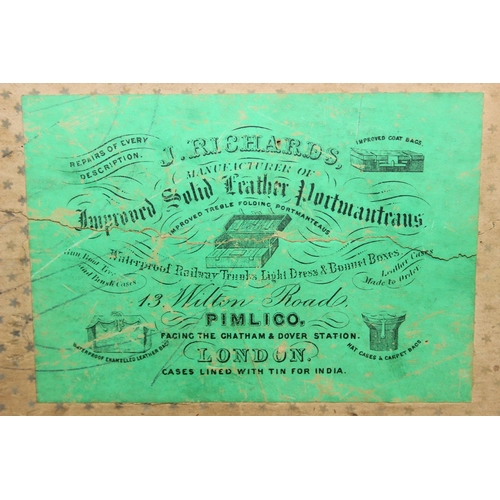 J. RICHARDS,
REPAIRS OF EVERY
DESCRIPTION.
IMPROVED COAT BAGS.
MANUFACTURER OF
Improved Solid Leather Portmanteaus
IMPROVED TREBLE FOLDING PORTMANTEAUS
Waterproof Railway Trunks, Light Dress & Bonnet Boxes
Leather Cases
Made to Order.
13, Wilton Road,
PIMLICO,
FACING THE CHATHAM & DOVER STATION.
WATERPROOF ENAMELLED LEATHER BAG
LONDON.
HAT CASES & CARPET BAGS
CASES LINED WITH TIN FOR INDIA.